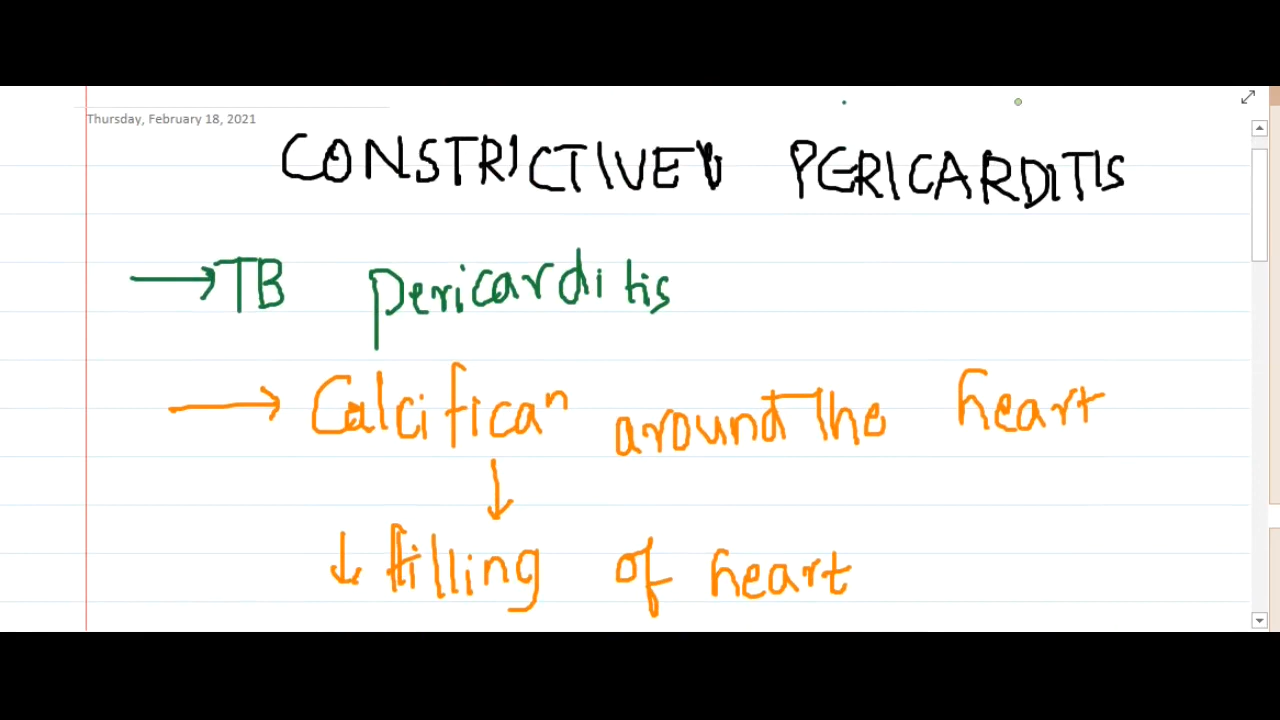 Thursday, February 18, 2021
CONSTRICTIVE PERICARDITIS
→ TB pericarditis
→ Calcificaⁿ around the heart
↓
↓ filling of heart